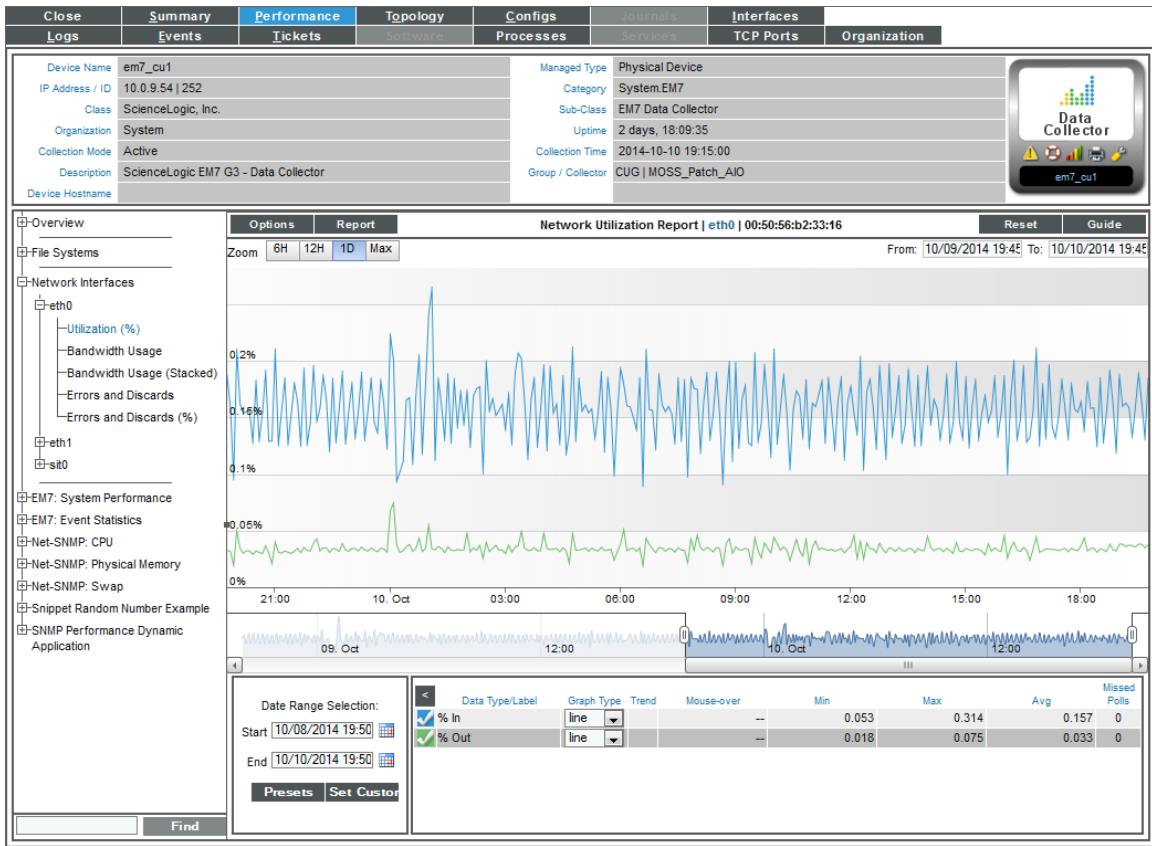 Close Summary Performance Topology Configs Journals Interfaces
Logs Events Tickets Software Processes Services TCP Ports Organization
Device Name em7_cu1 Managed Type Physical Device
IP Address / ID 10.0.9.54 | 252 Category System.EM7
Class ScienceLogic, Inc. Sub-Class EM7 Data Collector
Organization System Uptime 2 days, 18:09:35
Collection Mode Active Collection Time 2014-10-10 19:15:00
Description ScienceLogic EM7 G3 - Data Collector Group / Collector CUG | MOSS_Patch_AIO
Device Hostname
Data
Collector
em7_cu1
Overview
File Systems
Network Interfaces
eth0
Utilization (%)
Bandwidth Usage
Bandwidth Usage (Stacked)
Errors and Discards
Errors and Discards (%)
eth1
sit0
EM7: System Performance
EM7: Event Statistics
Net-SNMP: CPU
Net-SNMP: Physical Memory
Net-SNMP: Swap
Snippet Random Number Example
SNMP Performance Dynamic
Application
Find
Options Report Network Utilization Report | eth0 | 00:50:56:b2:33:16 Reset Guide
Zoom 6H 12H 1D Max From: 10/09/2014 19:45 To: 10/10/2014 19:45
0.2%
0.15%
0.1%
0.05%
0%
21:00 10. Oct 03:00 06:00 09:00 12:00 15:00 18:00
09. Oct 12:00 10. Oct 12:00
Date Range Selection:
Start 10/08/2014 19:50
End 10/10/2014 19:50
Presets Set Custor
< Data Type/Label Graph Type Trend Mouse-over Min Max Avg Missed Polls
% In line -- 0.053 0.314 0.157 0
% Out line -- 0.018 0.075 0.033 0